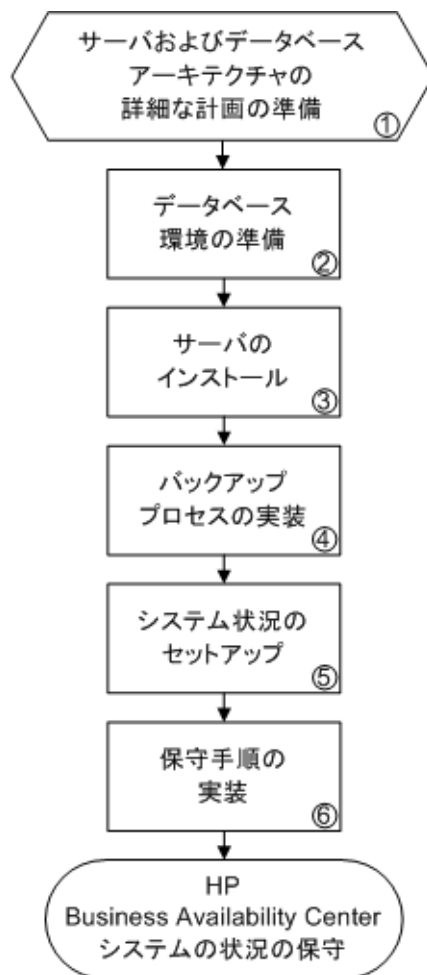 サーバおよびデータベース
アーキテクチャの
詳細な計画の準備
①
データベース
環境の準備
②
サーバの
インストール
③
バックアップ
プロセスの実装
④
システム状況の
セットアップ
⑤
保守手順の
実装
⑥
HP
Business Availability Center
システムの状況の保守